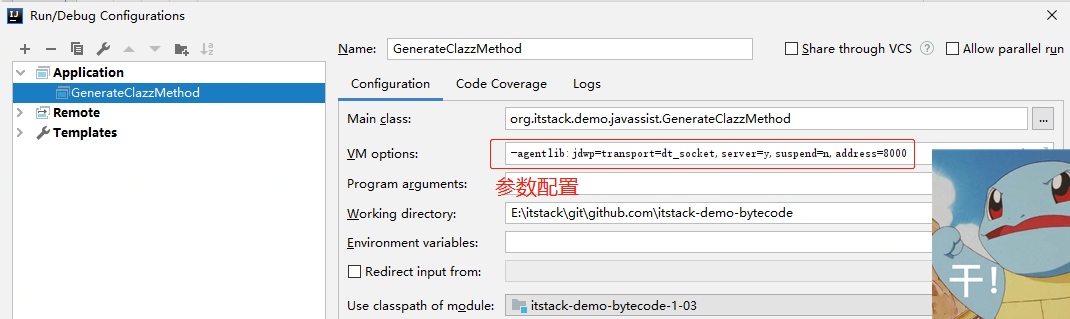 Run/Debug Configurations
Name: GenerateClazzMethod
Share through VCS
Allow parallel run
Application
GenerateClazzMethod
Remote
Templates
Configuration Code Coverage Logs
Main class: org.itstack.demo.javassist.GenerateClazzMethod ...
VM options: -agentlib:jdwp=transport=dt_socket,server=y,suspend=n,address=8000
参数配置
Program arguments:
Working directory: E:\itstack\git\github.com\itstack-demo-bytecode
Environment variables:
Redirect input from:
Use classpath of module: itstack-demo-bytecode-1-03
干!